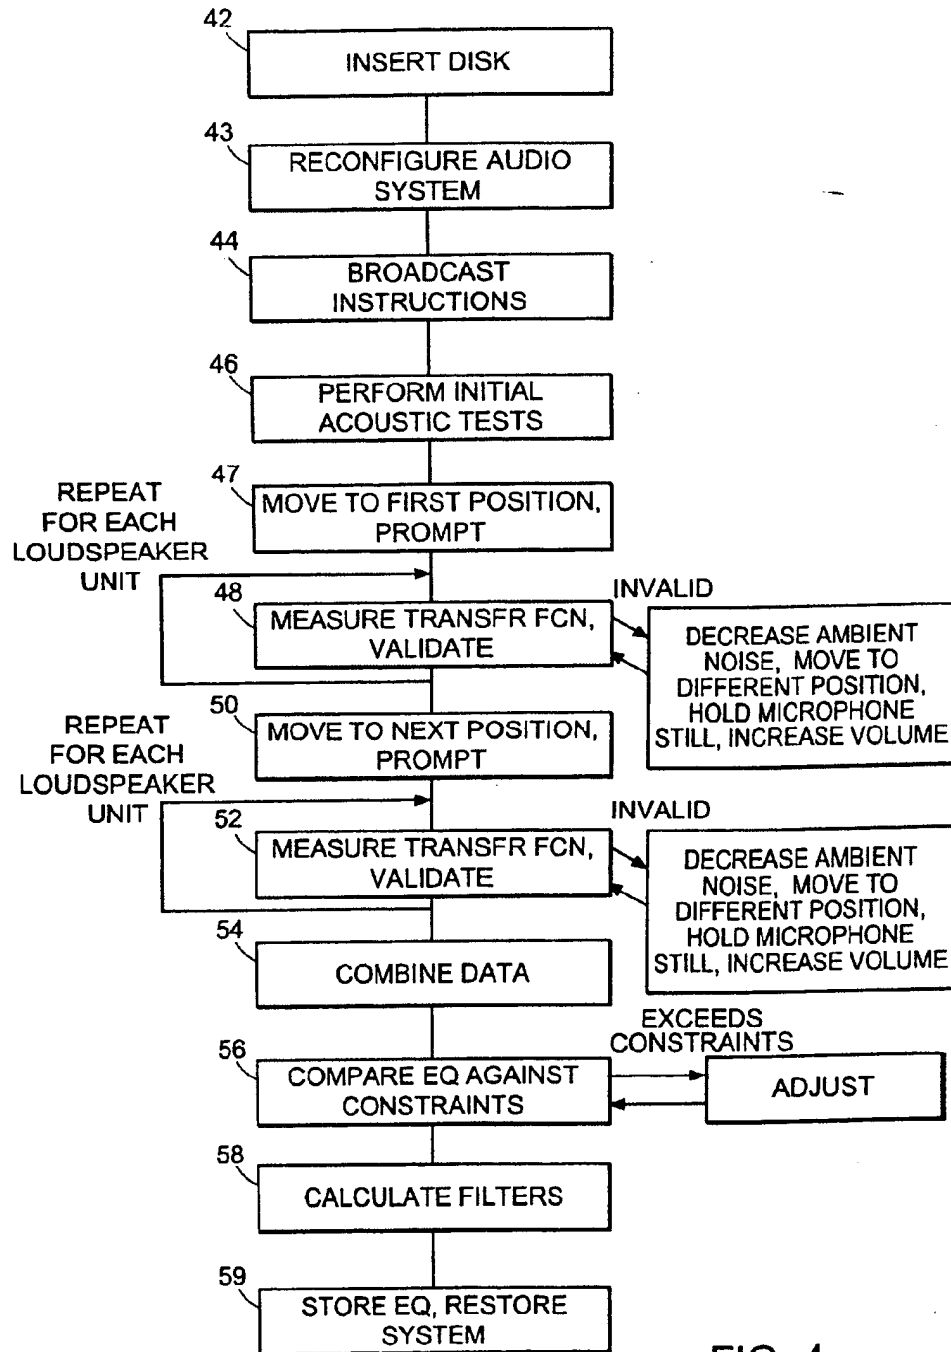 42
INSERT DISK
43
RECONFIGURE AUDIO
SYSTEM
44
BROADCAST
INSTRUCTIONS
46
PERFORM INITIAL
ACOUSTIC TESTS
47
MOVE TO FIRST POSITION,
PROMPT
REPEAT
FOR EACH
LOUDSPEAKER
UNIT
48
MEASURE TRANSFR FCN,
VALIDATE
INVALID
DECREASE AMBIENT
NOISE, MOVE TO
DIFFERENT POSITION,
HOLD MICROPHONE
STILL, INCREASE VOLUME
50
MOVE TO NEXT POSITION,
PROMPT
REPEAT
FOR EACH
LOUDSPEAKER
UNIT
52
MEASURE TRANSFR FCN,
VALIDATE
INVALID
DECREASE AMBIENT
NOISE, MOVE TO
DIFFERENT POSITION,
HOLD MICROPHONE
STILL, INCREASE VOLUME
54
COMBINE DATA
56
COMPARE EQ AGAINST
CONSTRAINTS
EXCEEDS
CONSTRAINTS
ADJUST
58
CALCULATE FILTERS
59
STORE EQ, RESTORE
SYSTEM
FIG. 4